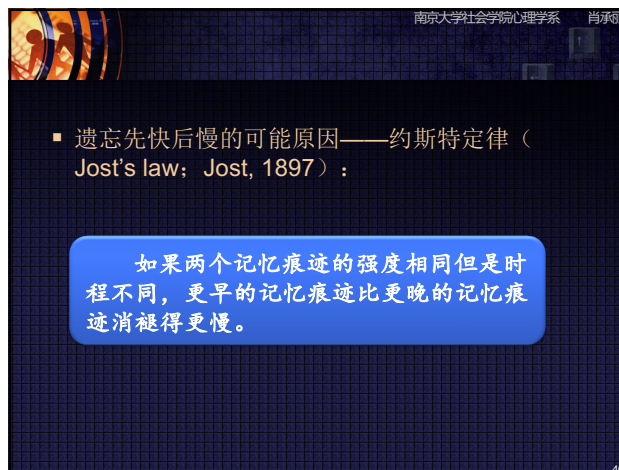 南京大学社会学院心理学系 肖承丽
遗忘先快后慢的可能原因——约斯特定律（
Jost's law；Jost, 1897）：
如果两个记忆痕迹的强度相同但是时
程不同，更早的记忆痕迹比更晚的记忆痕
迹消褪得更慢。